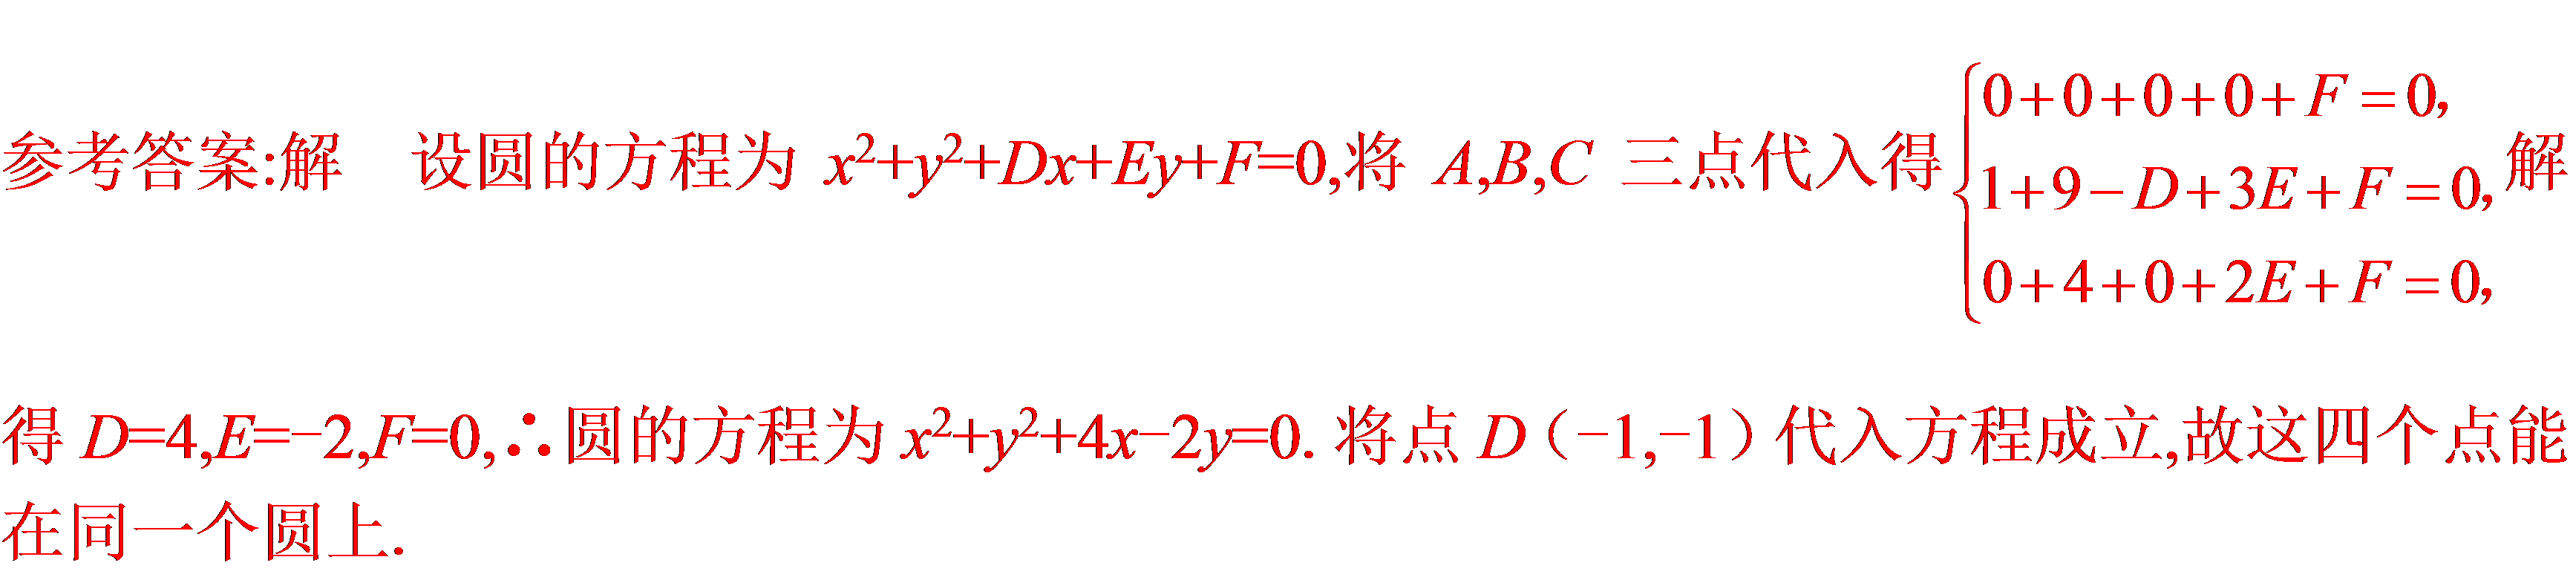 参考答案:解 设圆的方程为 x²+y²+Dx+Ey+F=0,将 A,B,C 三点代入得{0+0+0+0+F=0, 1+9-D+3E+F=0, 0+4+0+2E+F=0, 解
得 D=4,E=-2,F=0,∴圆的方程为 x²+y²+4x-2y=0. 将点 D（-1,-1）代入方程成立,故这四个点能
在同一个圆上.